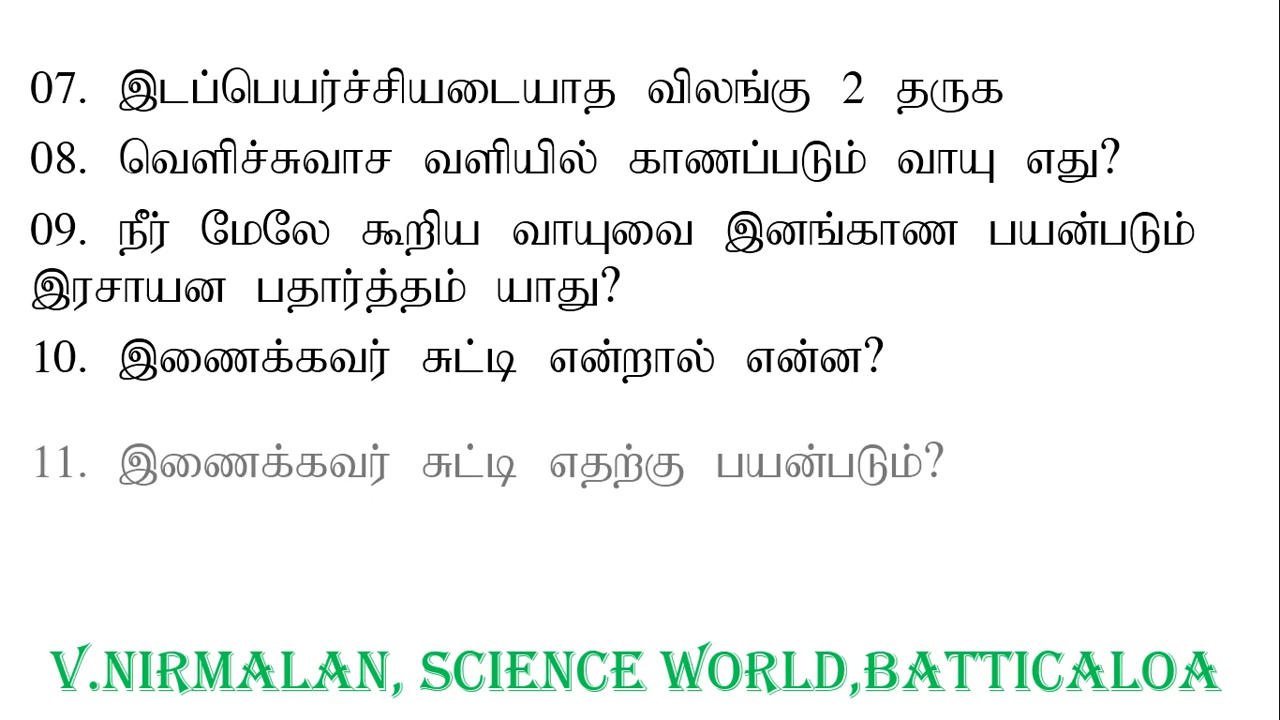 07. இடப்பெயர்ச்சியடையாத விலங்கு 2 தருக
08. வெளிச்சுவாச வளியில் காணப்படும் வாயு எது?
09. நீர் மேலே கூறிய வாயுவை இனங்காண பயன்படும்
இரசாயன பதார்த்தம் யாது?
10. இணைக்கவர் சுட்டி என்றால் என்ன?
11. இணைக்கவர் சுட்டி எதற்கு பயன்படும்?
V.NIRMALAN, SCIENCE WORLD,BATTICALOA